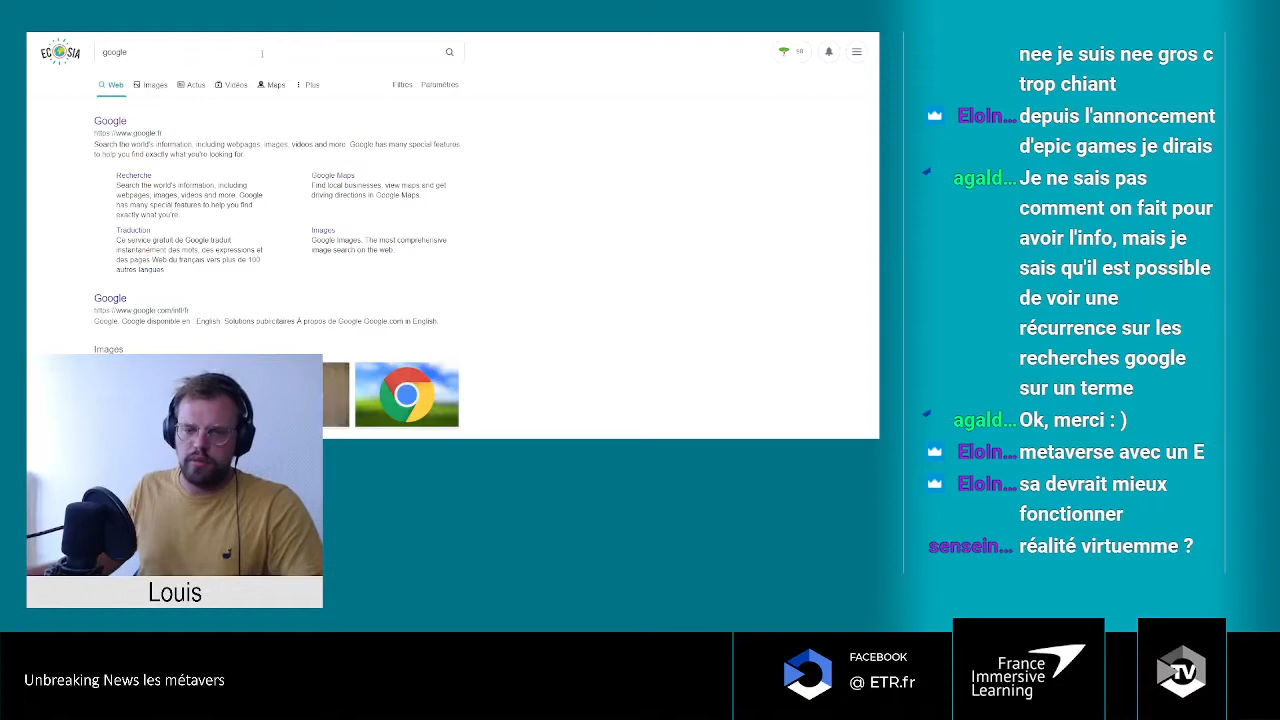 ECOSIA
google
98
Web
Images
Actus
Vidéos
Maps
Plus
Filtres
Paramètres
Google
https://www.google.fr
Search the world's information, including webpages, images, videos and more. Google has many special features
to help you find exactly what you're looking for.
Recherche
Search the world's information, including
webpages, images, videos and more. Google
has many special features to help you find
exactly what you're.
Google Maps
Find local businesses, view maps and get
driving directions in Google Maps.
Traduction
Ce service gratuit de Google traduit
instantanément des mots, des expressions et
des pages Web du français vers plus de 100
autres langues
Images
Google Images. The most comprehensive
image search on the web.
Google
https://www.google.com/intl/fr
Google. Google disponible en : English. Solutions publicitaires À propos de Google Google.com in English.
Images
Louis
nee je suis nee gros c
trop chiant
Eloln... depuis l'annoncement
d'epic games je dirais
agald... Je ne sais pas
comment on fait pour
avoir l'info, mais je
sais qu'il est possible
de voir une
récurrence sur les
recherches google
sur un terme
agald... Ok, merci : )
Eloln... metaverse avec un E
Eloln... sa devrait mieux
fonctionner
sensein... réalité virtuemme ?
Unbreaking News les métavers
FACEBOOK
@ ETR.fr
France
Immersive
Learning
TV